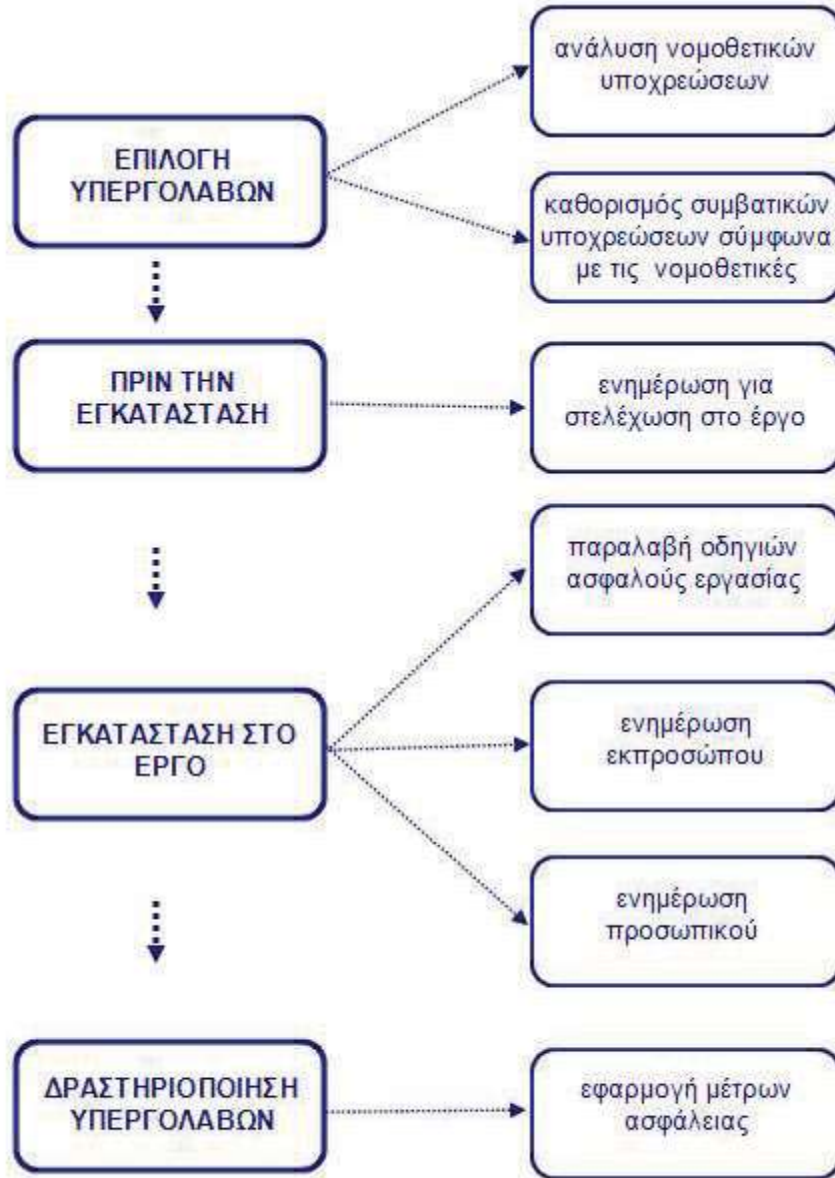 ΕΠΙΛΟΓΗ
ΥΠΕΡΓΟΛΑΒΩΝ
ανάλυση νομοθετικών
υποχρεώσεων
καθορισμός συμβατικών
υποχρεώσεων σύμφωνα
με τις νομοθετικές
ΠΡΙΝ ΤΗΝ
ΕΓΚΑΤΑΣΤΑΣΗ
ενημέρωση για
στελέχωση στο έργο
ΕΓΚΑΤΑΣΤΑΣΗ ΣΤΟ
ΕΡΓΟ
παραλαβή οδηγιών
ασφαλούς εργασίας
ενημέρωση
εκπροσώπου
ενημέρωση
προσωπικού
ΔΡΑΣΤΗΡΙΟΠΟΙΗΣΗ
ΥΠΕΡΓΟΛΑΒΩΝ
εφαρμογή μέτρων
ασφάλειας